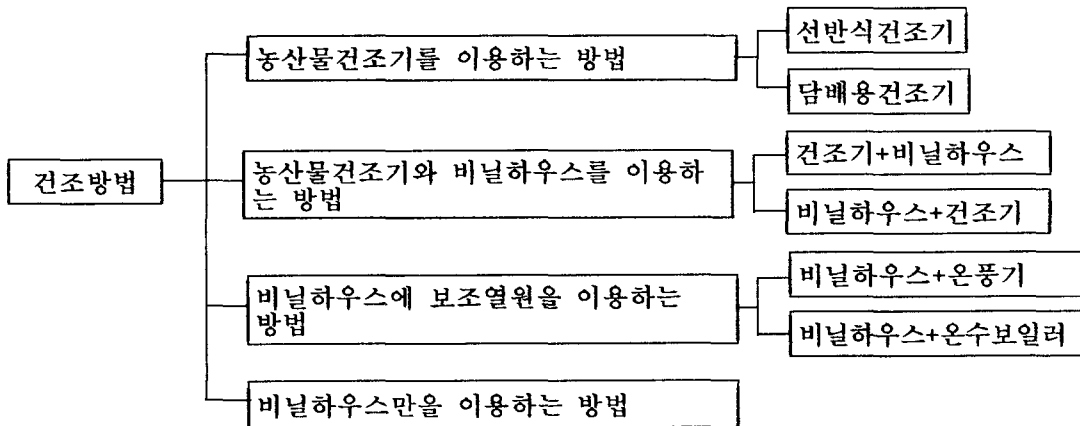 건조방법
농산물건조기를 이용하는 방법
선반식건조기
담배용건조기
농산물건조기와 비닐하우스를 이용하
는 방법
건조기+비닐하우스
비닐하우스+건조기
비닐하우스에 보조열원을 이용하는
방법
비닐하우스+온풍기
비닐하우스+온수보일러
비닐하우스만을 이용하는 방법